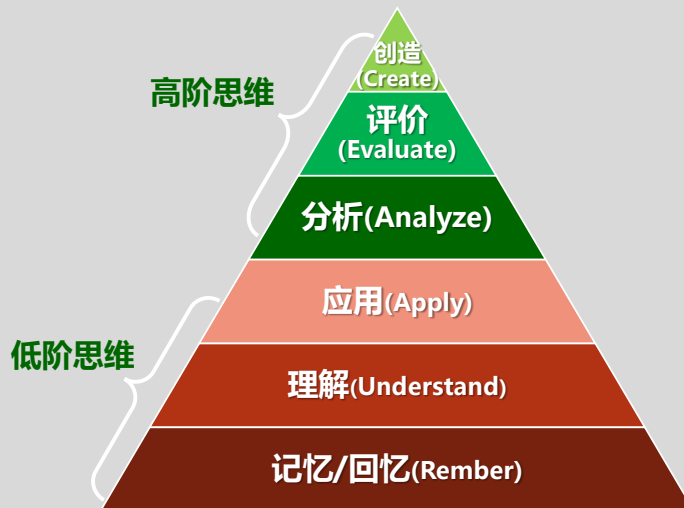 创造
(Create)
高阶思维
评价
(Evaluate)
分析(Analyze)
应用(Apply)
低阶思维
理解(Understand)
记忆/回忆(Rember)